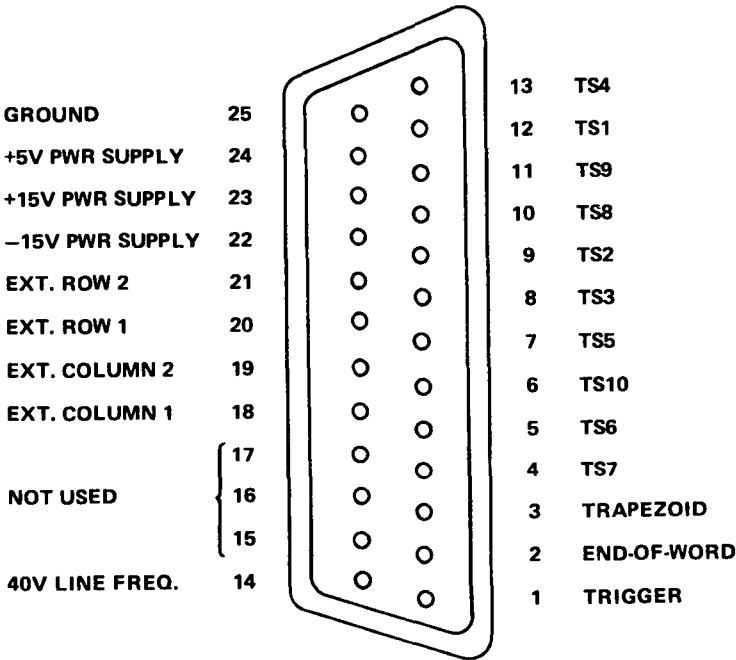 GROUND 25
+5V PWR SUPPLY 24
+15V PWR SUPPLY 23
−15V PWR SUPPLY 22
EXT. ROW 2 21
EXT. ROW 1 20
EXT. COLUMN 2 19
EXT. COLUMN 1 18
17
NOT USED 16
15
40V LINE FREQ. 14
13 TS4
12 TS1
11 TS9
10 TS8
9 TS2
8 TS3
7 TS5
6 TS10
5 TS6
4 TS7
3 TRAPEZOID
2 END-OF-WORD
1 TRIGGER